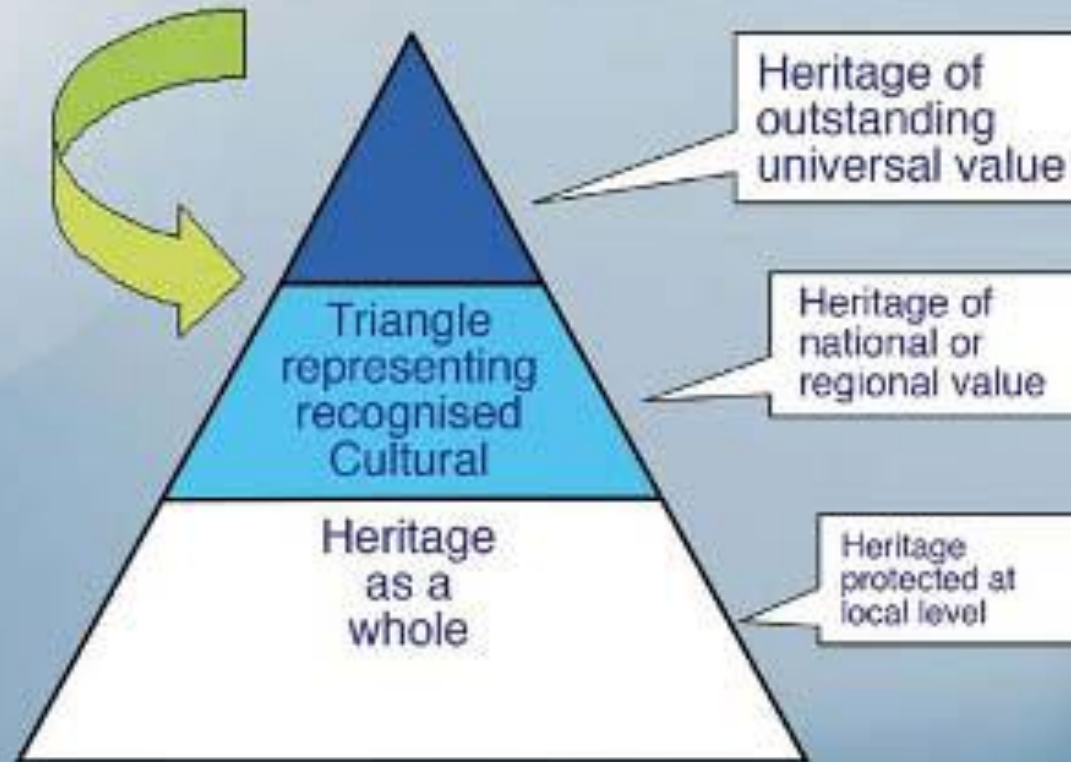 Heritage of
outstanding
universal value
Triangle
representing
recognised
Cultural
Heritage of
national or
regional value
Heritage
as a
whole
Heritage
protected at
local level